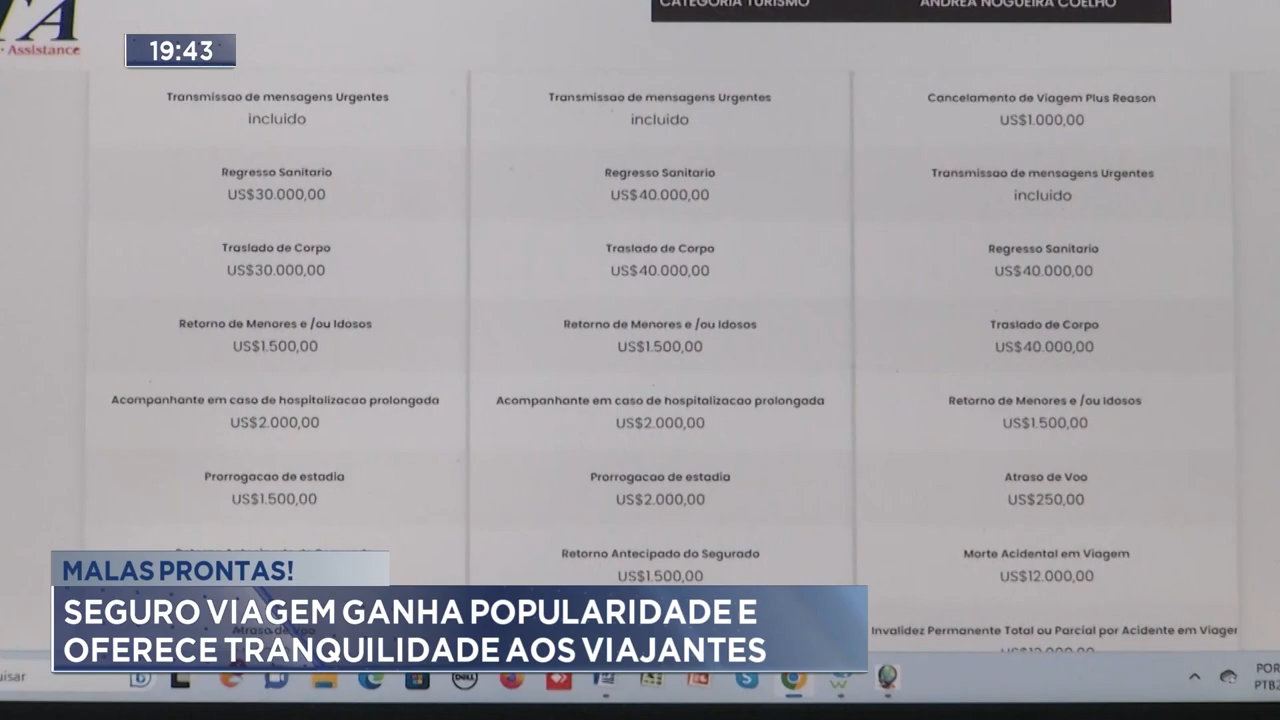 CATEGORIA TURISMO
ANDREA NOGUEIRA COELHO
TA
Assistance
19:43
Transmissao de mensagens Urgentes
incluido
Regresso Sanitario
US$30.000,00
Traslado de Corpo
US$30.000,00
Retorno de Menores e /ou Idosos
US$1.500,00
Acompanhante em caso de hospitalizacao prolongada
US$2.000,00
Prorrogacao de estadia
US$1.500,00
Atraso de Voo
Transmissao de mensagens Urgentes
incluido
Regresso Sanitario
US$40.000,00
Traslado de Corpo
US$40.000,00
Retorno de Menores e /ou Idosos
US$1.500,00
Acompanhante em caso de hospitalizacao prolongada
US$2.000,00
Prorrogacao de estadia
US$2.000,00
Retorno Antecipado do Segurado
US$1.500,00
Cancelamento de Viagem Plus Reason
US$1.000,00
Transmissao de mensagens Urgentes
incluido
Regresso Sanitario
US$40.000,00
Traslado de Corpo
US$40.000,00
Retorno de Menores e /ou Idosos
US$1.500,00
Atraso de Voo
US$250,00
Morte Acidental em Viagem
US$12.000,00
Invalidez Permanente Total ou Parcial por Acidente em Viager
MALAS PRONTAS!
SEGURO VIAGEM GANHA POPULARIDADE E
OFERECE TRANQUILIDADE AOS VIAJANTES
uisar
DELL
POR
PTB2